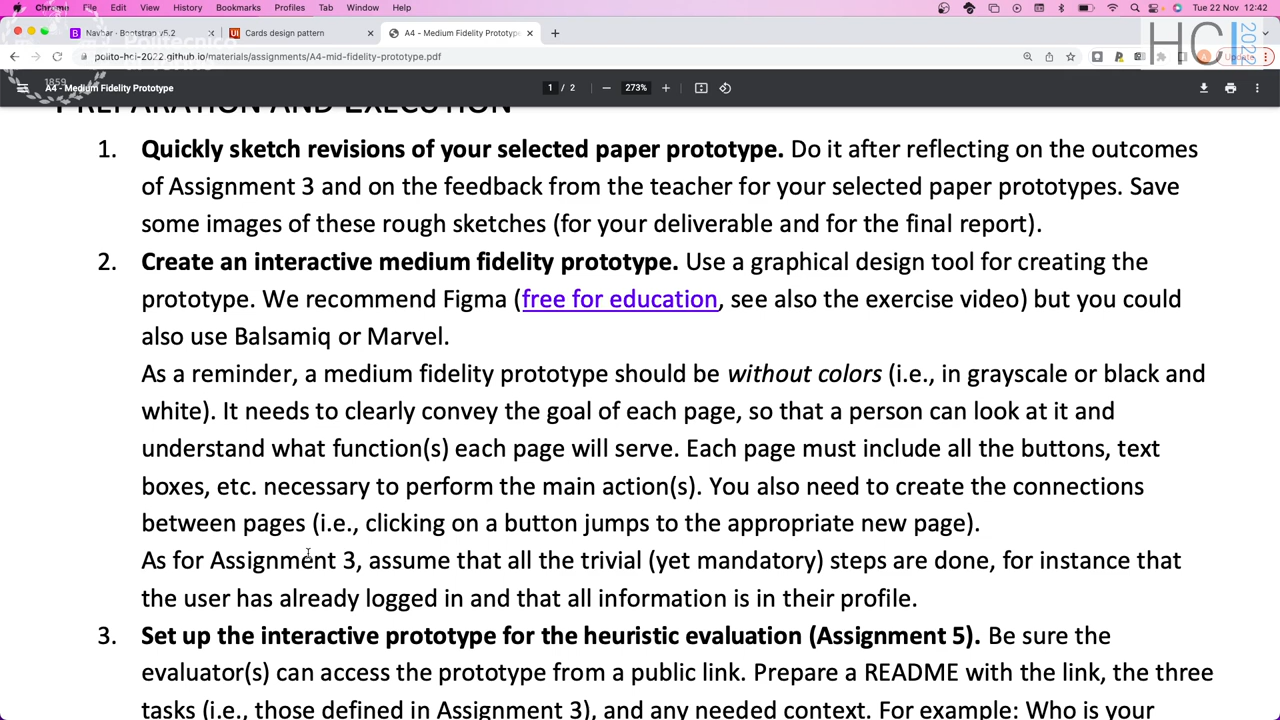 Chrome File Edit View History Bookmarks Profiles Tab Window Help Tue 22 Nov 12:42
Navbar · Bootstrap v5.2 Cards design pattern A4 - Medium Fidelity Prototype
polito-hci-2022.github.io/materials/assignments/A4-mid-fidelity-prototype.pdf Update
HCI 2022
Politecnico
1859
A4 - Medium Fidelity Prototype 1 / 2 273%
PREPARATION AND EXECUTION
1. Quickly sketch revisions of your selected paper prototype. Do it after reflecting on the outcomes
of Assignment 3 and on the feedback from the teacher for your selected paper prototypes. Save
some images of these rough sketches (for your deliverable and for the final report).
2. Create an interactive medium fidelity prototype. Use a graphical design tool for creating the
prototype. We recommend Figma (free for education, see also the exercise video) but you could
also use Balsamiq or Marvel.
As a reminder, a medium fidelity prototype should be without colors (i.e., in grayscale or black and
white). It needs to clearly convey the goal of each page, so that a person can look at it and
understand what function(s) each page will serve. Each page must include all the buttons, text
boxes, etc. necessary to perform the main action(s). You also need to create the connections
between pages (i.e., clicking on a button jumps to the appropriate new page).
As for Assignment 3, assume that all the trivial (yet mandatory) steps are done, for instance that
the user has already logged in and that all information is in their profile.
3. Set up the interactive prototype for the heuristic evaluation (Assignment 5). Be sure the
evaluator(s) can access the prototype from a public link. Prepare a README with the link, the three
tasks (i.e., those defined in Assignment 3), and any needed context. For example: Who is your